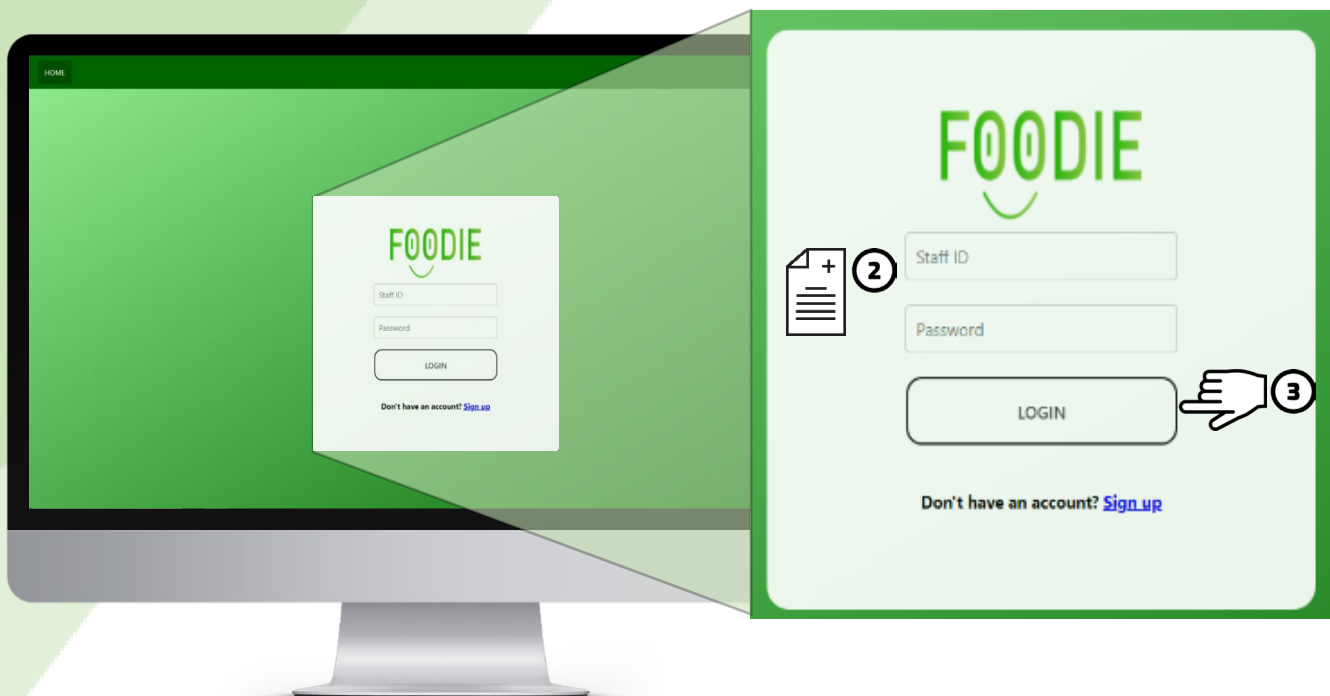 HOME
FOODIE
Staff ID
Password
LOGIN
Don't have an account? Sign up
FOODIE
2
Staff ID
Password
LOGIN
3
Don't have an account? Sign up